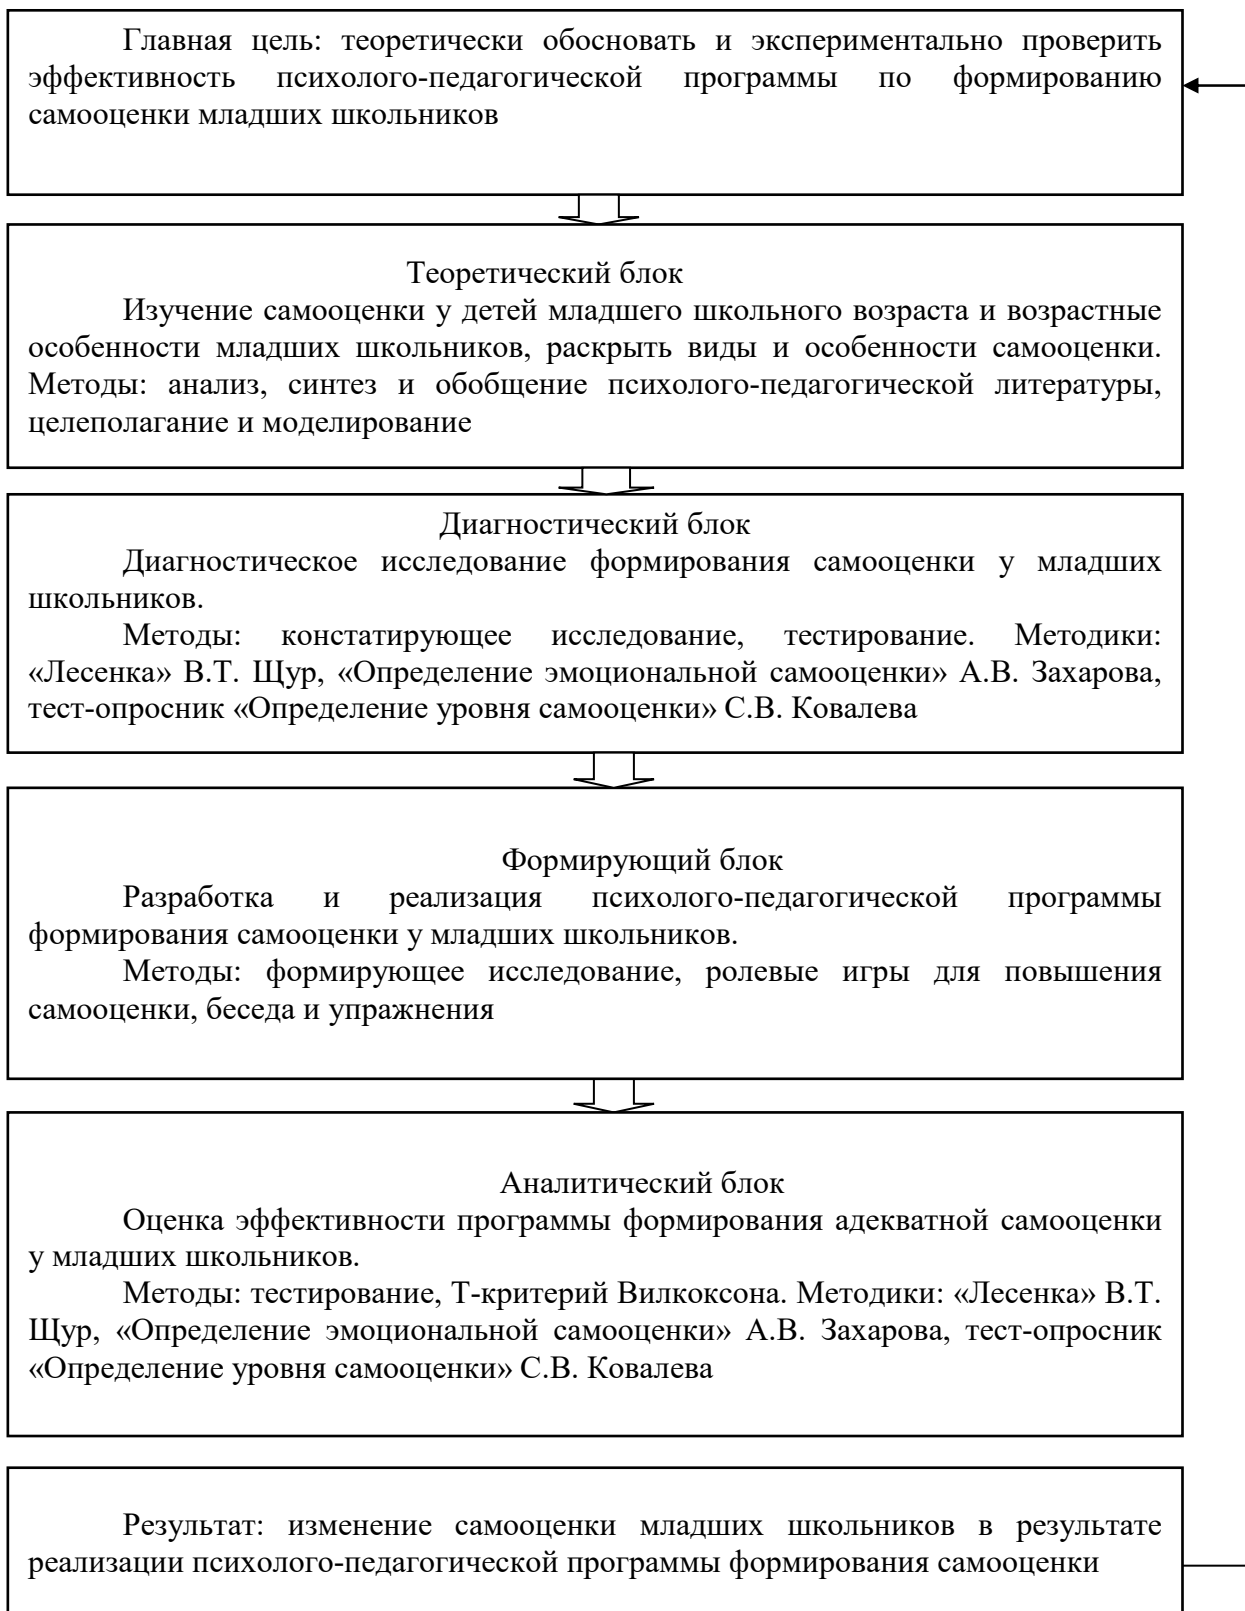 Главная цель: теоретически обосновать и экспериментально проверить
эффективность психолого-педагогической программы по формированию
самооценки младших школьников
Теоретический блок
Изучение самооценки у детей младшего школьного возраста и возрастные
особенности младших школьников, раскрыть виды и особенности самооценки.
Методы: анализ, синтез и обобщение психолого-педагогической литературы,
целеполагание и моделирование
Диагностический блок
Диагностическое исследование формирования самооценки у младших
школьников.
Методы: констатирующее исследование, тестирование. Методики:
«Лесенка» В.Т. Щур, «Определение эмоциональной самооценки» А.В. Захарова,
тест-опросник «Определение уровня самооценки» С.В. Ковалева
Формирующий блок
Разработка и реализация психолого-педагогической программы
формирования самооценки у младших школьников.
Методы: формирующее исследование, ролевые игры для повышения
самооценки, беседа и упражнения
Аналитический блок
Оценка эффективности программы формирования адекватной самооценки
у младших школьников.
Методы: тестирование, Т-критерий Вилкоксона. Методики: «Лесенка» В.Т.
Щур, «Определение эмоциональной самооценки» А.В. Захарова, тест-опросник
«Определение уровня самооценки» С.В. Ковалева
Результат: изменение самооценки младших школьников в результате
реализации психолого-педагогической программы формирования самооценки